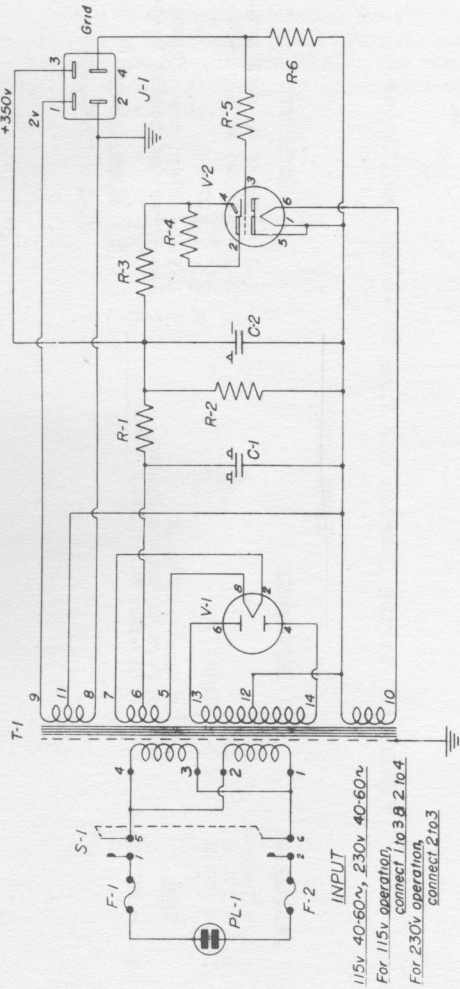 T-1
9
11
8
7
6
5
13
12
14
10
4
3
2
1
S-1
5
6
1
2
F-1
F-2
PL-1
INPUT
115v 40-60~, 230v 40-60~
For 115v operation,
connect 1 to 3 & 2 to 4
For 230v operation,
connect 2 to 3
V-1
8
2
6
4
R-1
C-1
R-2
C-2
R-3
R-4
V-2
4
2
3
5
1
6
R-5
R-6
+350v
2v
Grid
1
3
2
4
J-1